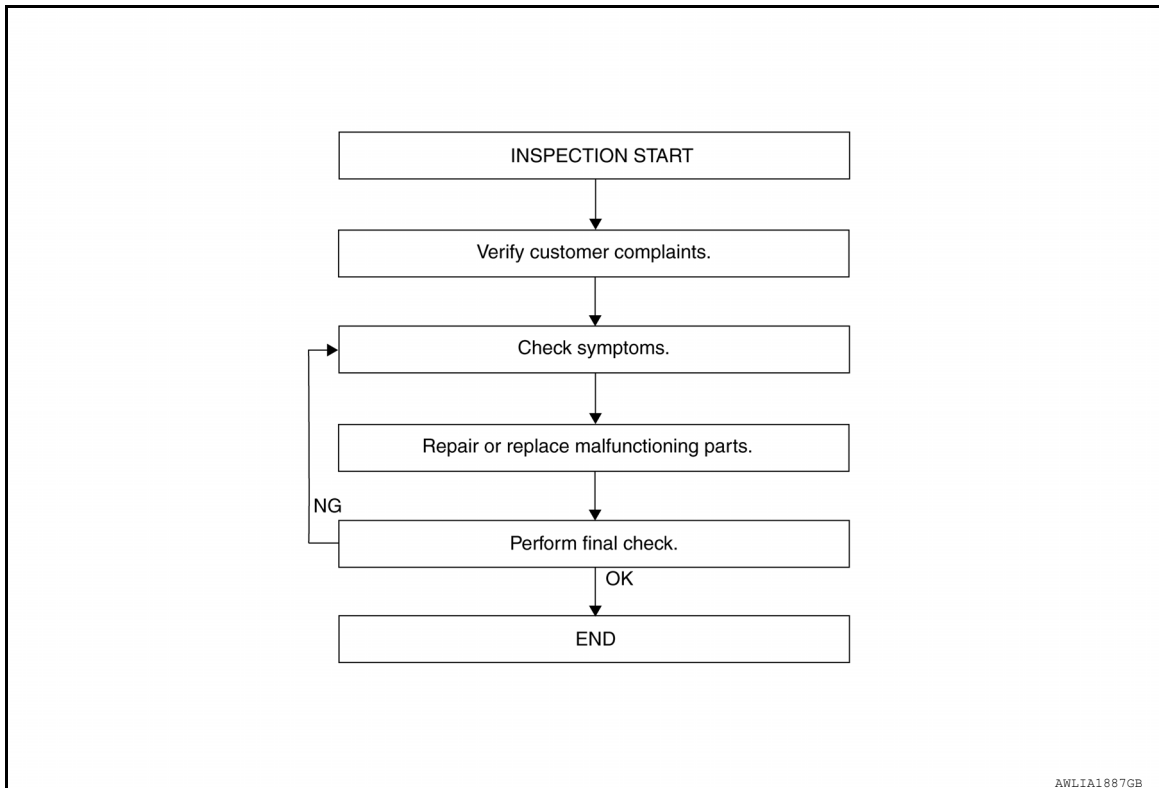 INSPECTION START
Verify customer complaints.
Check symptoms.
Repair or replace malfunctioning parts.
NG
Perform final check.
OK
END
AWLIA1887GB